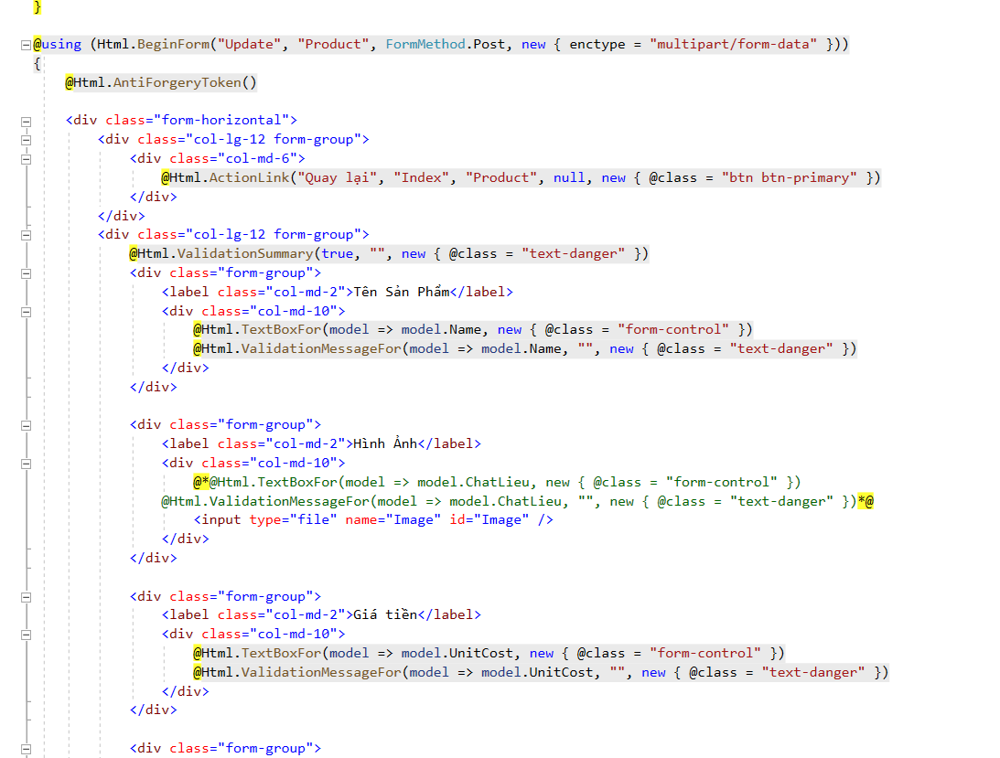 }
@using (Html.BeginForm("Update", "Product", FormMethod.Post, new { enctype = "multipart/form-data" }))
{
@Html.AntiForgeryToken()
<div class="form-horizontal">
<div class="col-lg-12 form-group">
<div class="col-md-6">
@Html.ActionLink("Quay lại", "Index", "Product", null, new { @class = "btn btn-primary" })
</div>
</div>
<div class="col-lg-12 form-group">
@Html.ValidationSummary(true, "", new { @class = "text-danger" })
<div class="form-group">
<label class="col-md-2">Tên Sản Phẩm</label>
<div class="col-md-10">
@Html.TextBoxFor(model => model.Name, new { @class = "form-control" })
@Html.ValidationMessageFor(model => model.Name, "", new { @class = "text-danger" })
</div>
</div>
<div class="form-group">
<label class="col-md-2">Hình Ảnh</label>
<div class="col-md-10">
@*@Html.TextBoxFor(model => model.ChatLieu, new { @class = "form-control" })
@Html.ValidationMessageFor(model => model.ChatLieu, "", new { @class = "text-danger" })*@
<input type="file" name="Image" id="Image" />
</div>
</div>
<div class="form-group">
<label class="col-md-2">Giá tiền</label>
<div class="col-md-10">
@Html.TextBoxFor(model => model.UnitCost, new { @class = "form-control" })
@Html.ValidationMessageFor(model => model.UnitCost, "", new { @class = "text-danger" })
</div>
</div>
<div class="form-group">